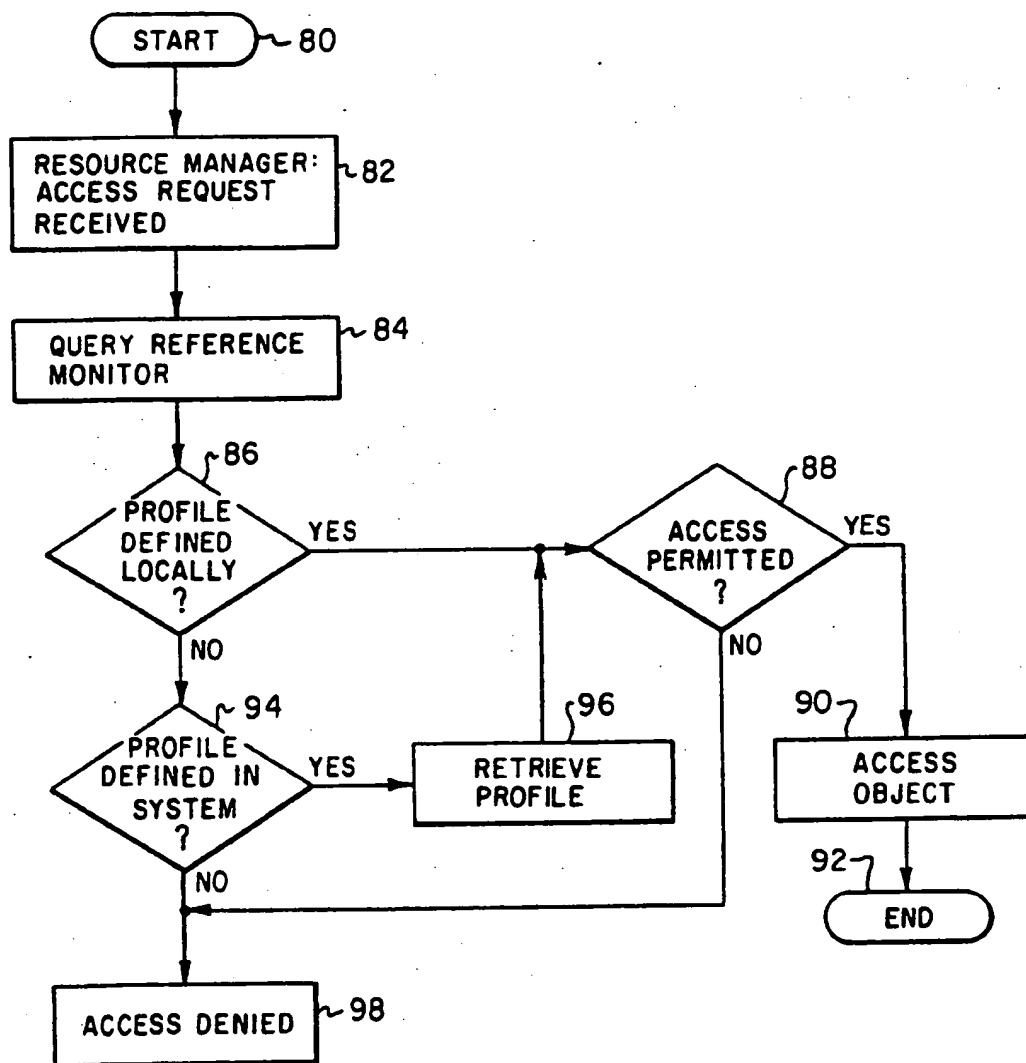 START
80
RESOURCE MANAGER:
ACCESS REQUEST
RECEIVED
82
QUERY REFERENCE
MONITOR
84
86
PROFILE
DEFINED
LOCALLY
?
YES
NO
88
ACCESS
PERMITTED
?
YES
NO
94
PROFILE
DEFINED IN
SYSTEM
?
YES
NO
96
RETRIEVE
PROFILE
90
ACCESS
OBJECT
92
END
ACCESS DENIED
98